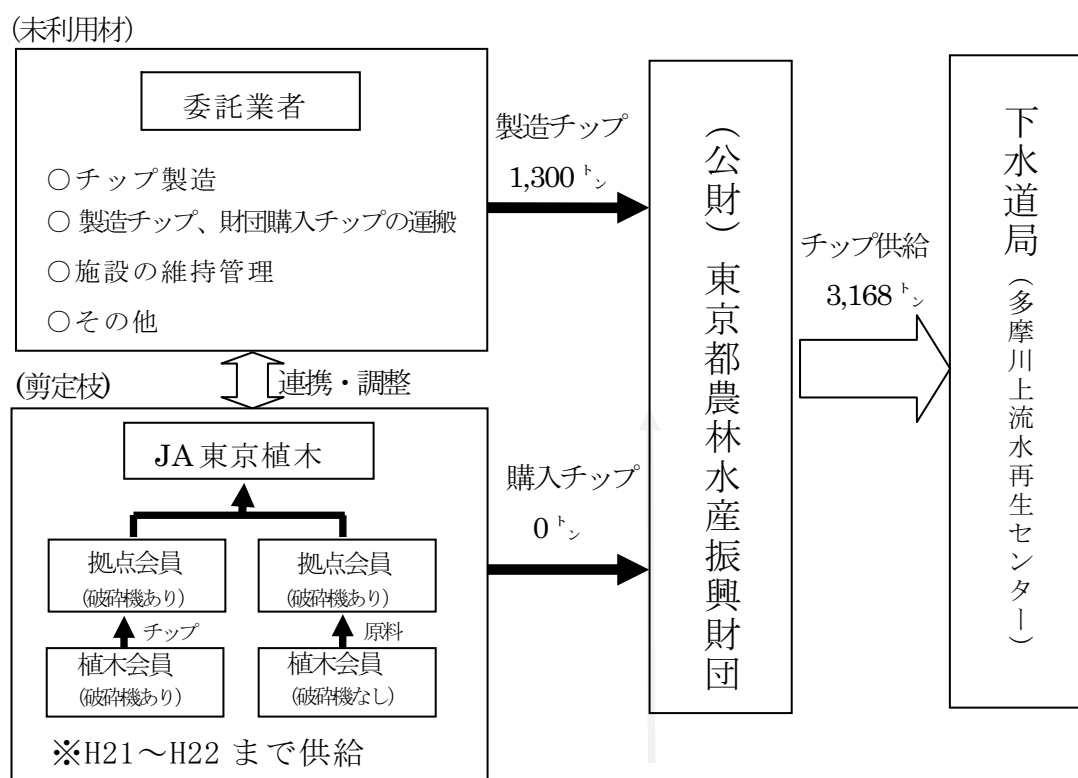 (未利用材)
委託業者
○チップ製造
○ 製造チップ、財団購入チップの運搬
○施設の維持管理
○その他
製造チップ
1,300 トン
(剪定枝)
連携・調整
JA 東京植木
拠点会員
(破砕機あり)
拠点会員
(破砕機あり)
チップ
原料
植木会員
(破砕機あり)
植木会員
(破砕機なし)
※H21~H22 まで供給
購入チップ
0 トン
(公財)東京都農林水産振興財団
チップ供給
3,168 トン
下水道局(多摩川上流水再生センター)